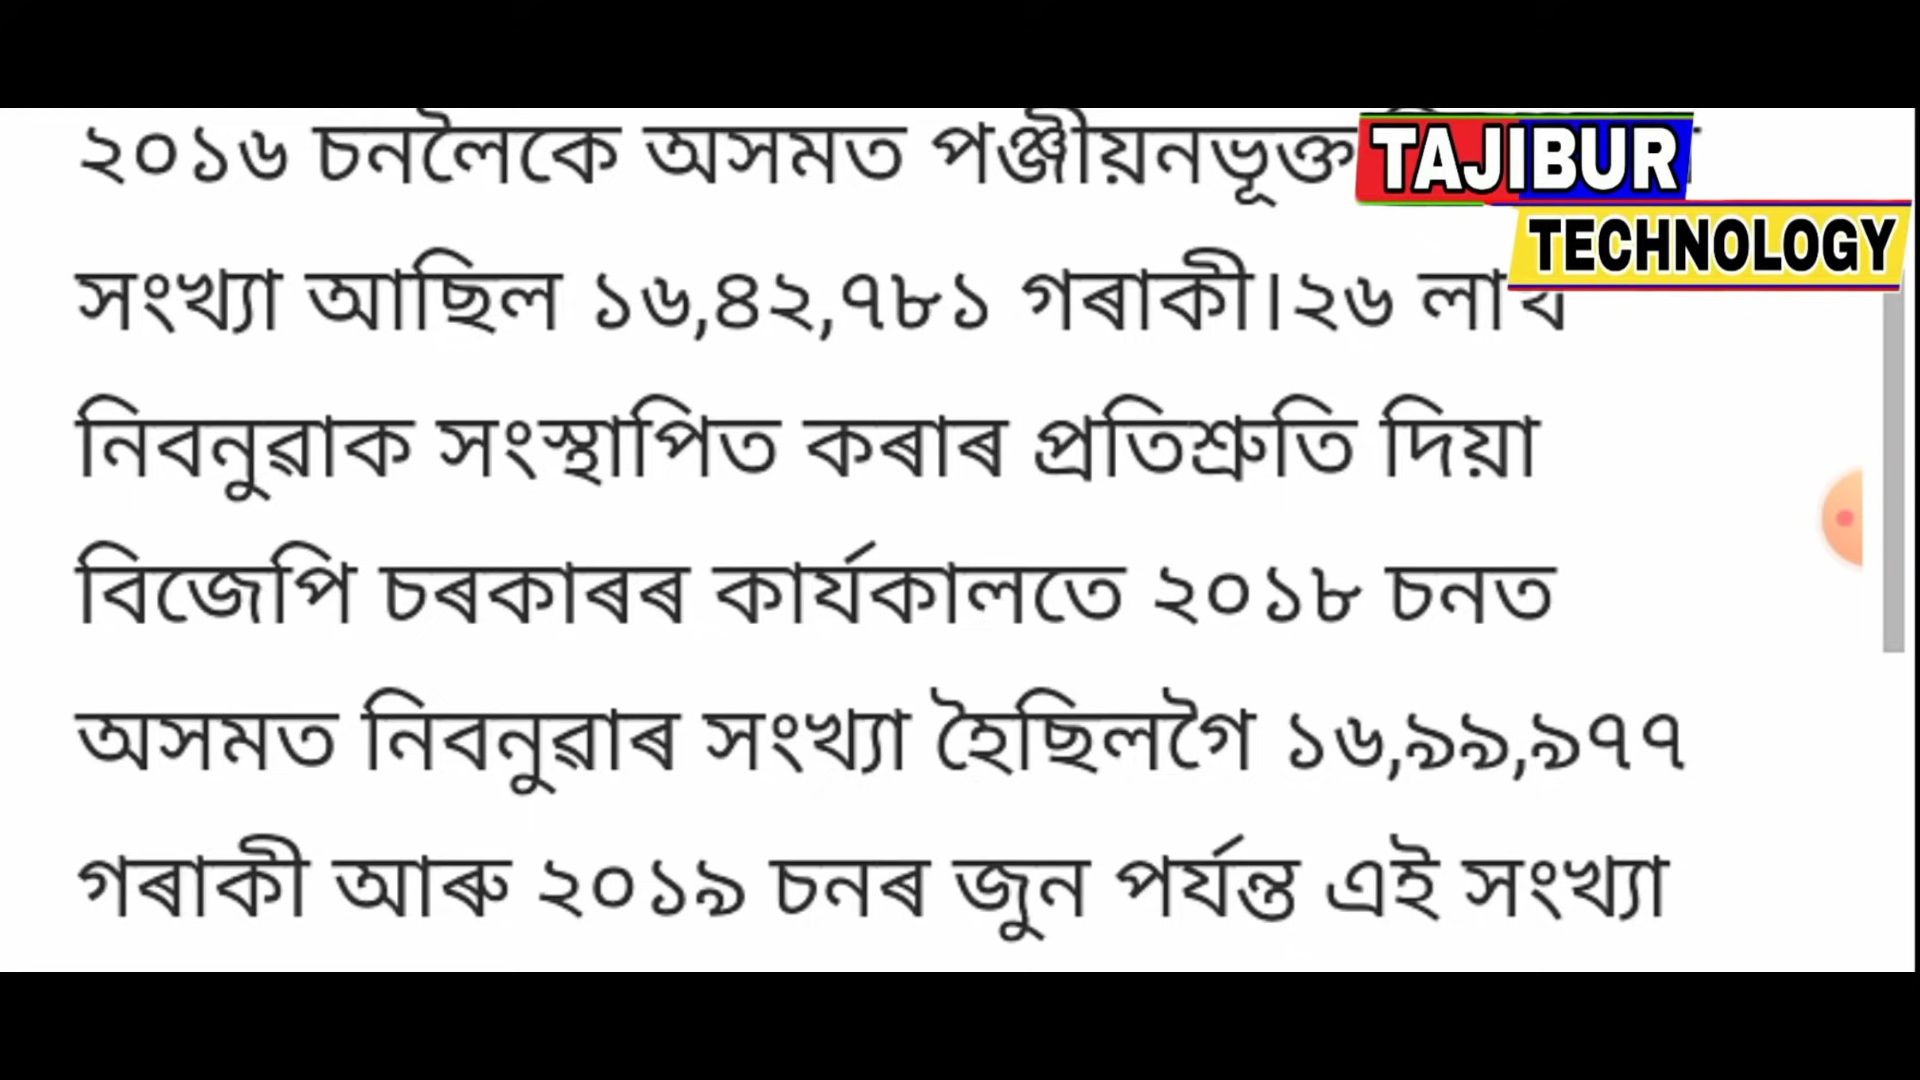 ২০১৬ চনলৈকে অসমত পঞ্জীয়নভূক্ত
TAJIBUR
TECHNOLOGY
সংখ্যা আছিল ১৬,৪২,৭৮১ গৰাকী।২৬ লাখ
নিবনুৱাক সংস্থাপিত কৰাৰ প্ৰতিশ্ৰুতি দিয়া
বিজেপি চৰকাৰৰ কাৰ্যকালতে ২০১৮ চনত
অসমত নিবনুৱাৰ সংখ্যা হৈছিলগৈ ১৬,৯৯,৯৭৭
গৰাকী আৰু ২০১৯ চনৰ জুন পৰ্যন্ত এই সংখ্যা